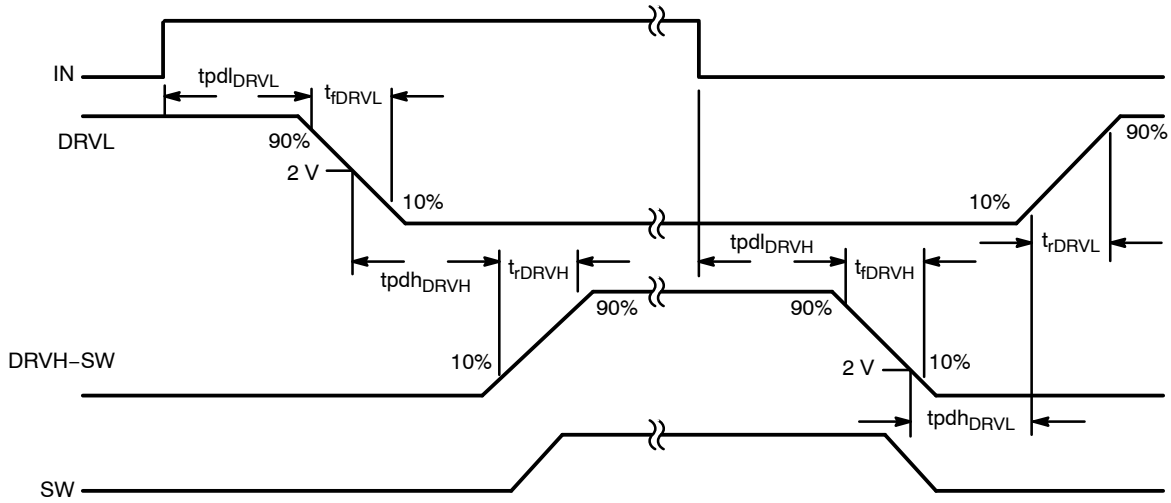 IN
tpdlDRVL
tfDRVL
DRVL
90%
90%
2 V
10%
10%
tpdlDRVH
trDRVL
tpdhDRVH
trDRVH
tfDRVH
90%
90%
DRVH–SW
10%
2 V
10%
tpdhDRVL
SW